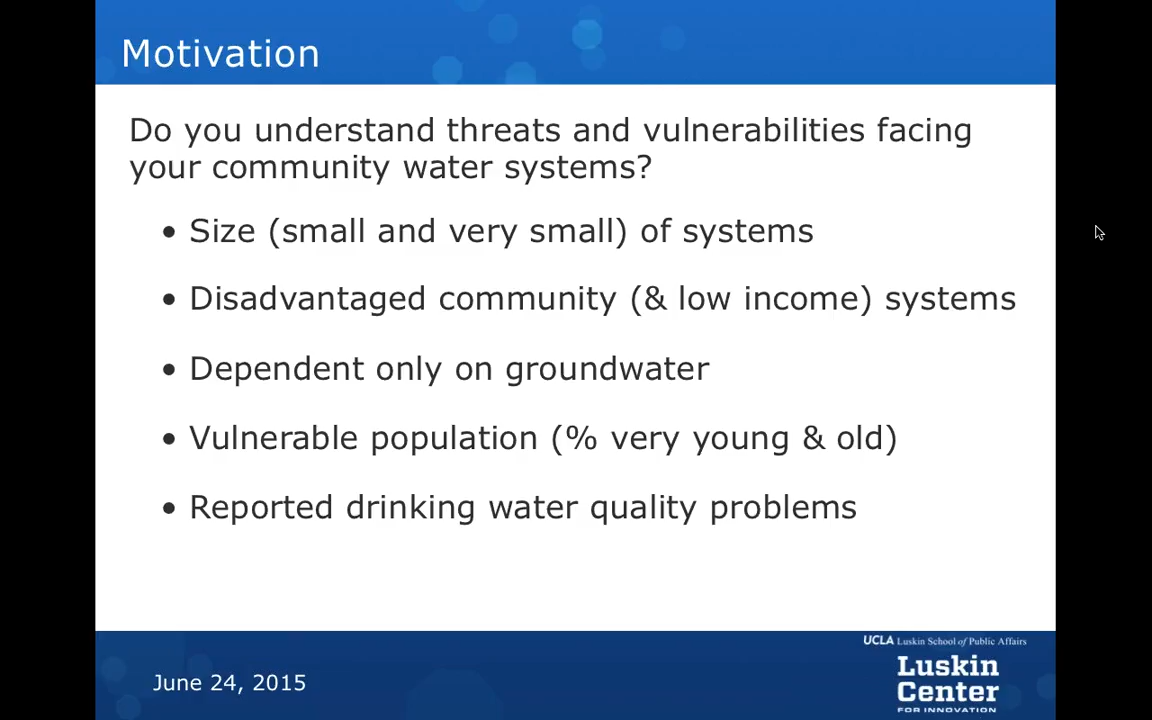 Motivation
Do you understand threats and vulnerabilities facing
your community water systems?
• Size (small and very small) of systems
• Disadvantaged community (& low income) systems
• Dependent only on groundwater
• Vulnerable population (% very young & old)
• Reported drinking water quality problems
June 24, 2015
UCLA Luskin School of Public Affairs
Luskin
Center
FOR INNOVATION